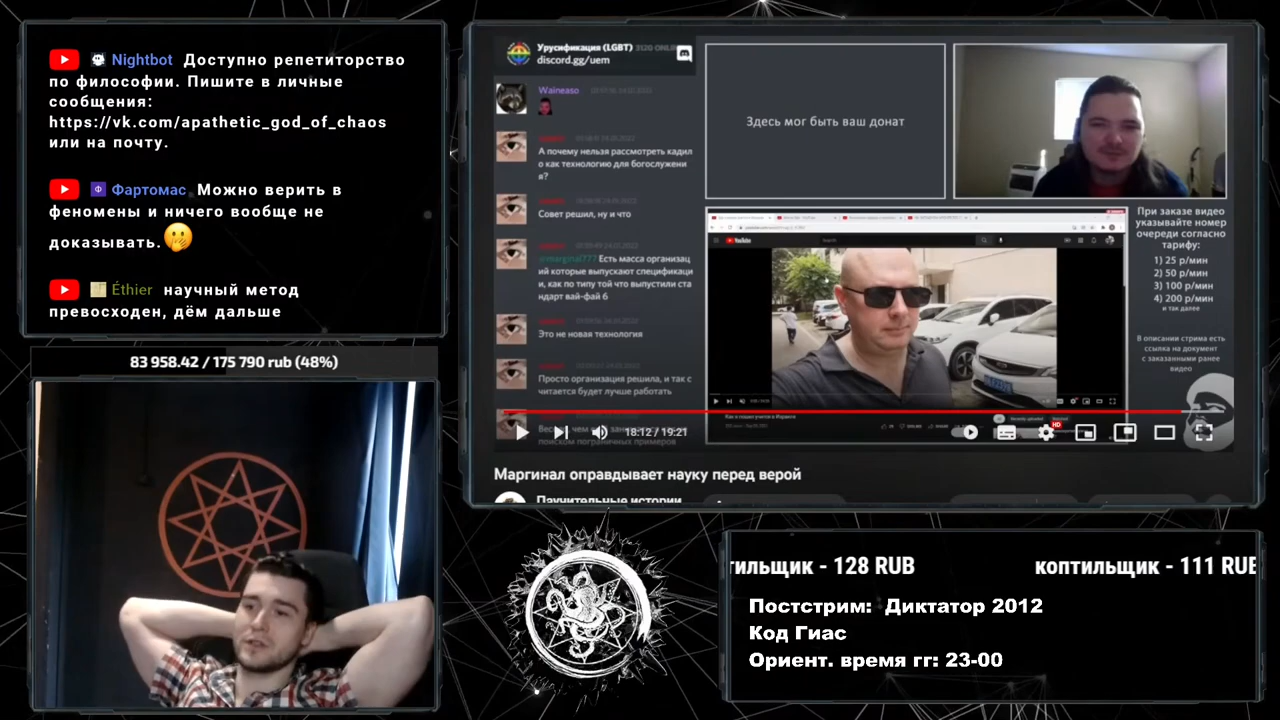 Nightbot Доступно репетиторство
по философии. Пишите в личные
сообщения:
https://vk.com/apathetic_god_of_chaos
или на почту.
Фартомас Можно верить в
феномены и ничего вообще не
доказывать.
Éthier научный метод
превосходен, дём дальше
83 958.42 / 175 790 rub (48%)
Урусификация (LGBT) 3120 ONLI
discord.gg/uem
Waineaso
А почему нельзя рассмотреть кадил
о как технологию для богослужени
я?
Совет решил, ну и что
Есть масса организац
ий которые выпускают спецификаци
и, как по типу той что выпустили ста
ндарт вай-фай 6
Это не новая технология
Просто организация решила, и так с
читается будет лучше работать
Здесь мог быть ваш донат
При заказе видео
указывайте номер
очереди согласно
тарифу:
1) 25 р/мин
2) 50 р/мин
3) 100 р/мин
4) 200 р/мин
и так далее
В описании стрима есть
ссылка на документ
с заказанными ранее
видео
18:12 / 19:21
HD
Маргинал оправдывает науку перед верой
Паучительные истории
тильщик - 128 RUB
коптильщик - 111 RUB
Постстрим: Диктатор 2012
Код Гиас
Ориент. время гг: 23-00